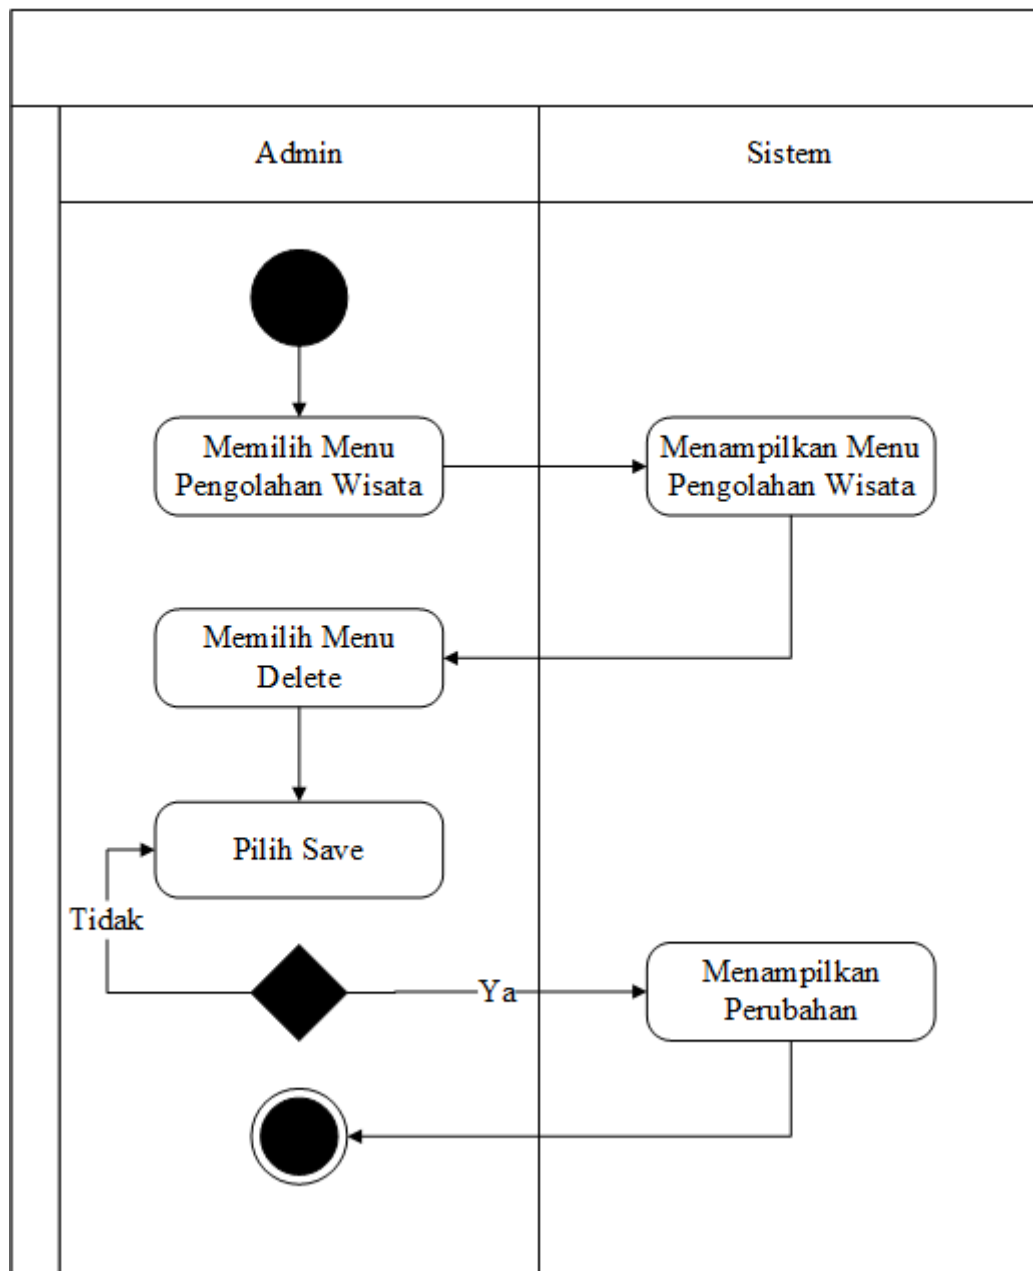 Admin
Sistem
Memilih Menu
Pengolahan Wisata
Menampilkan Menu
Pengolahan Wisata
Memilih Menu
Delete
Pilih Save
Tidak
Ya
Menampilkan
Perubahan